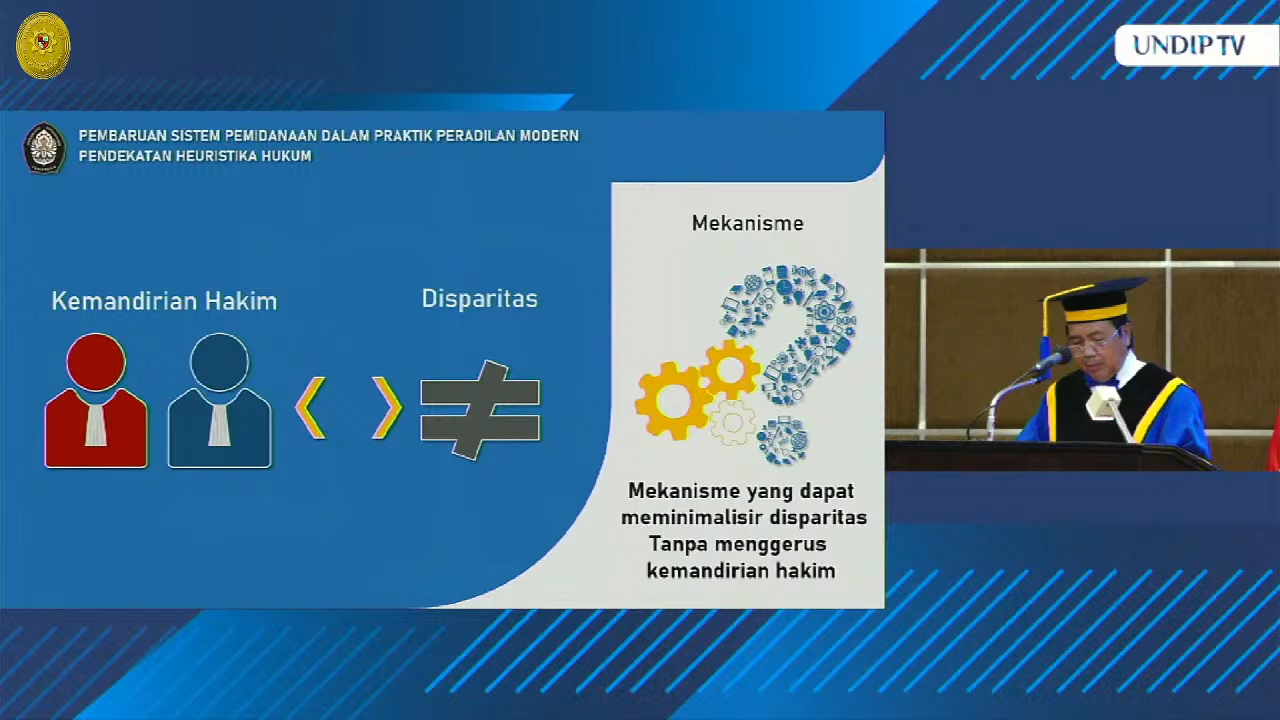 UNDIP TV
PEMBARUAN SISTEM PEMIDANAAN DALAM PRAKTIK PERADILAN MODERN
PENDEKATAN HEURISTIKA HUKUM
Kemandirian Hakim
Disparitas
Mekanisme
Mekanisme yang dapat
meminimalisir disparitas
Tanpa menggerus
kemandirian hakim